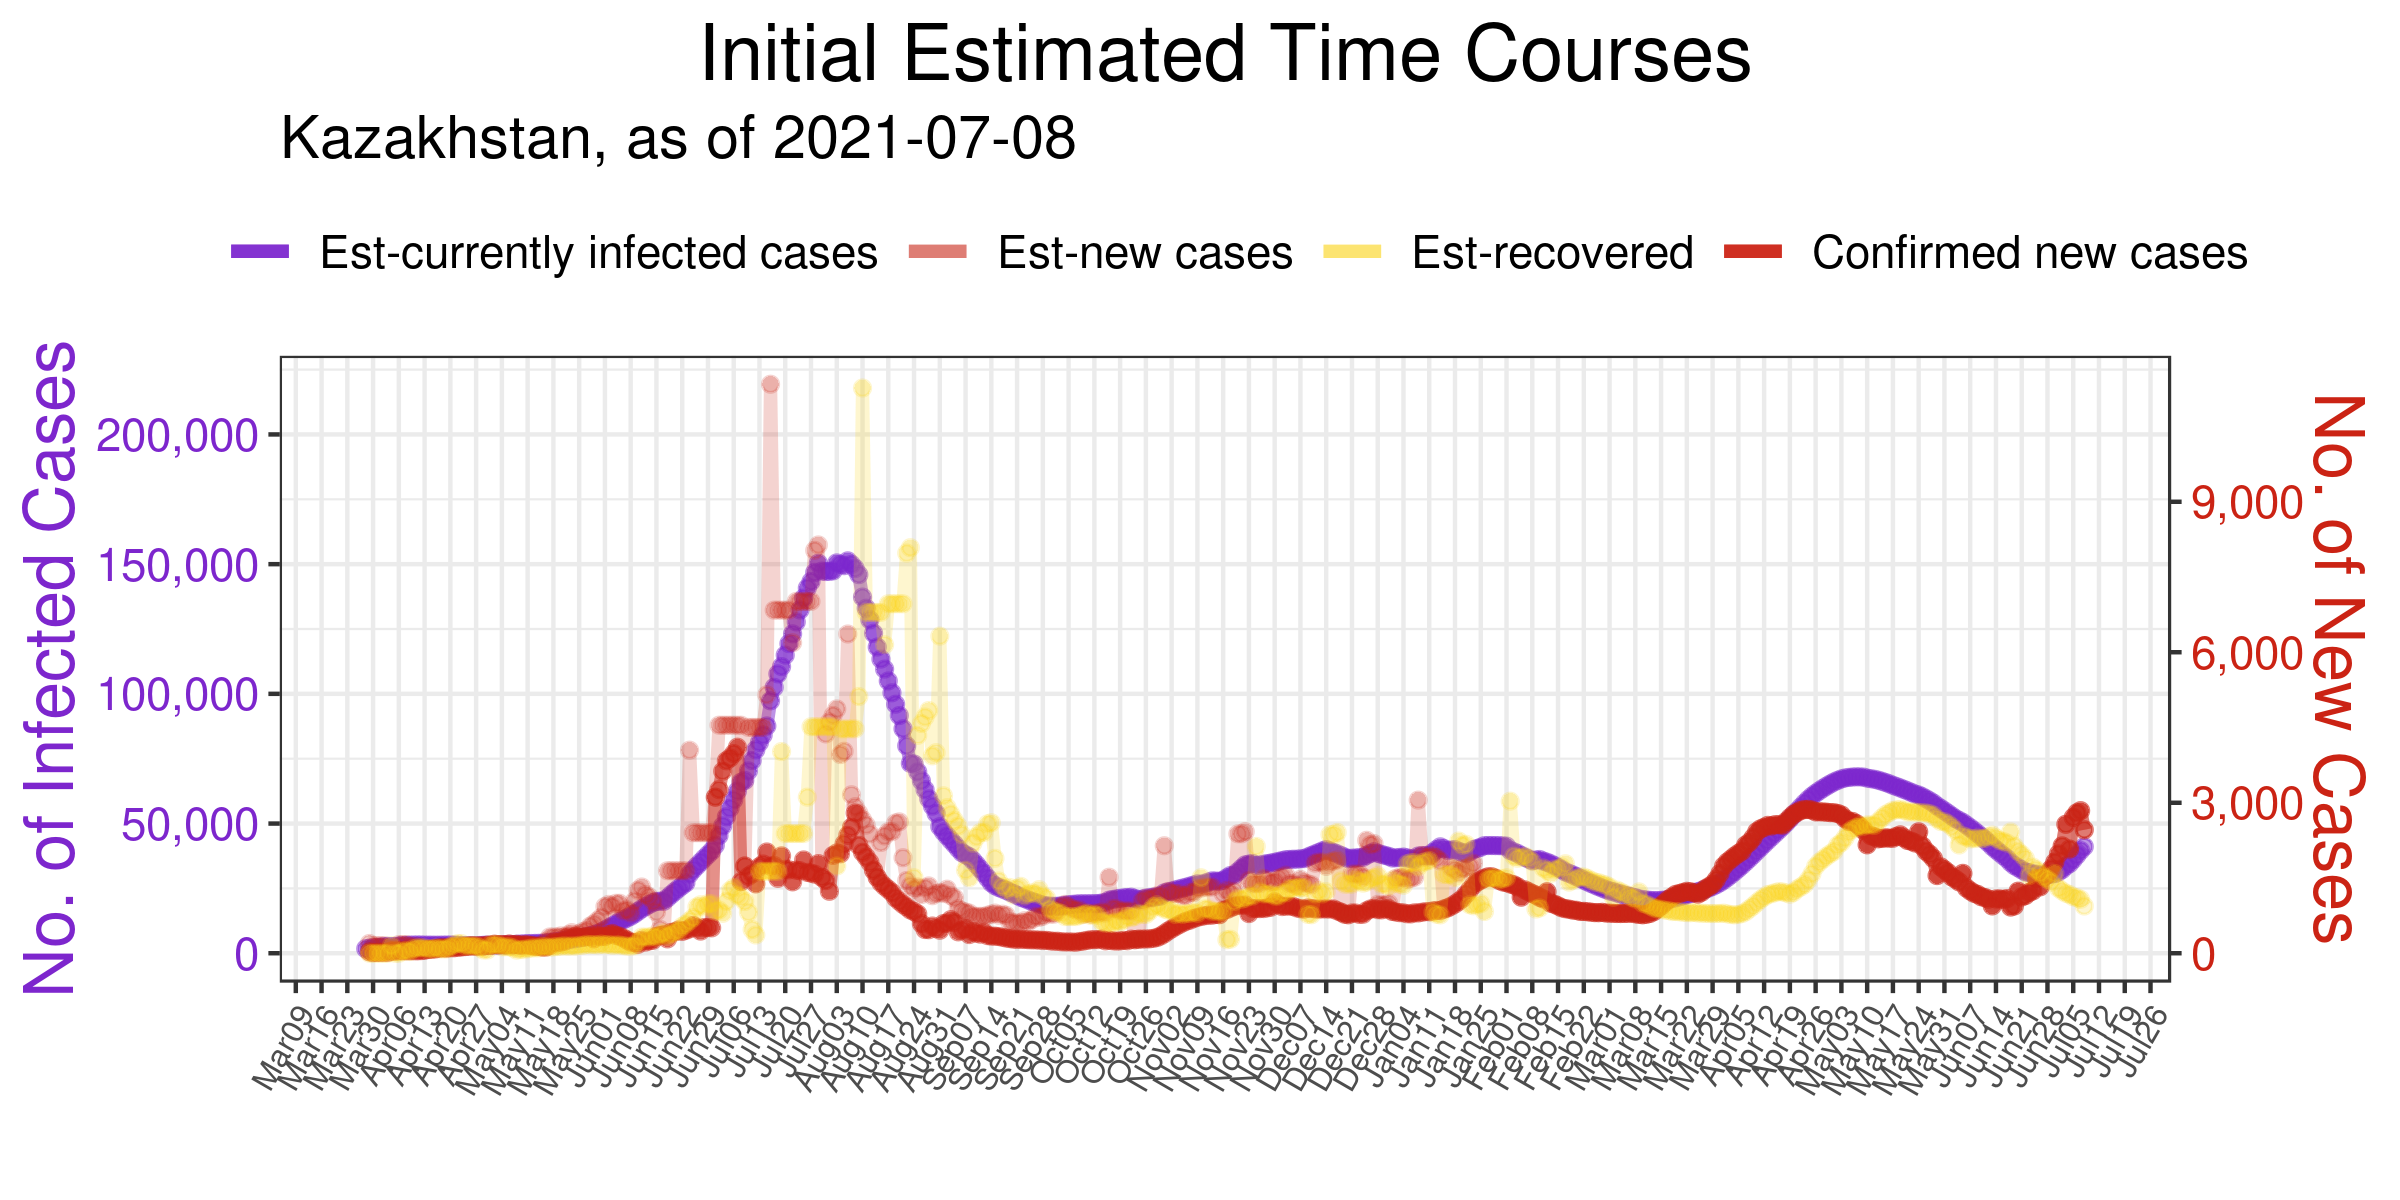 Initial Estimated Time Courses
Kazakhstan, as of 2021-07-08
Est-currently infected cases
Est-new cases
Est-recovered
Confirmed new cases
No. of Infected Cases
200,000
150,000
100,000
50,000
0
No. of New Cases
9,000
6,000
3,000
0
Mar09
Mar16
Mar23
Mar30
Apr06
Apr13
Apr20
Apr27
May04
May11
May18
May25
Jun01
Jun08
Jun15
Jun22
Jun29
Jul06
Jul13
Jul20
Jul27
Aug03
Aug10
Aug17
Aug24
Aug31
Sep07
Sep14
Sep21
Sep28
Oct05
Oct12
Oct19
Oct26
Nov02
Nov09
Nov16
Nov23
Nov30
Dec07
Dec14
Dec21
Dec28
Jan04
Jan11
Jan18
Jan25
Feb01
Feb08
Feb15
Feb22
Mar01
Mar08
Mar15
Mar22
Mar29
Apr05
Apr12
Apr19
Apr26
May03
May10
May17
May24
May31
Jun07
Jun14
Jun21
Jun28
Jul05
Jul12
Jul19
Jul26